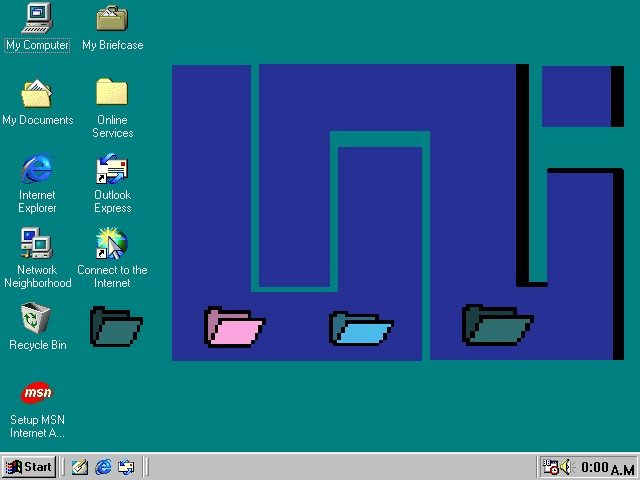 My Computer
My Briefcase
My Documents
Online
Services
Internet
Explorer
Outlook
Express
Network
Neighborhood
Connect to the
Internet
Recycle Bin
msn
Setup MSN
Internet A...
Start
0:00 A.M